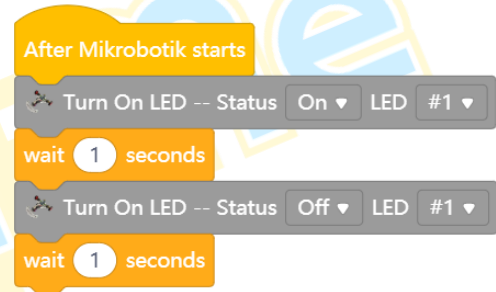 After Mikrobotik starts
Turn On LED -- Status On LED #1
wait 1 seconds
Turn On LED -- Status Off LED #1
wait 1 seconds